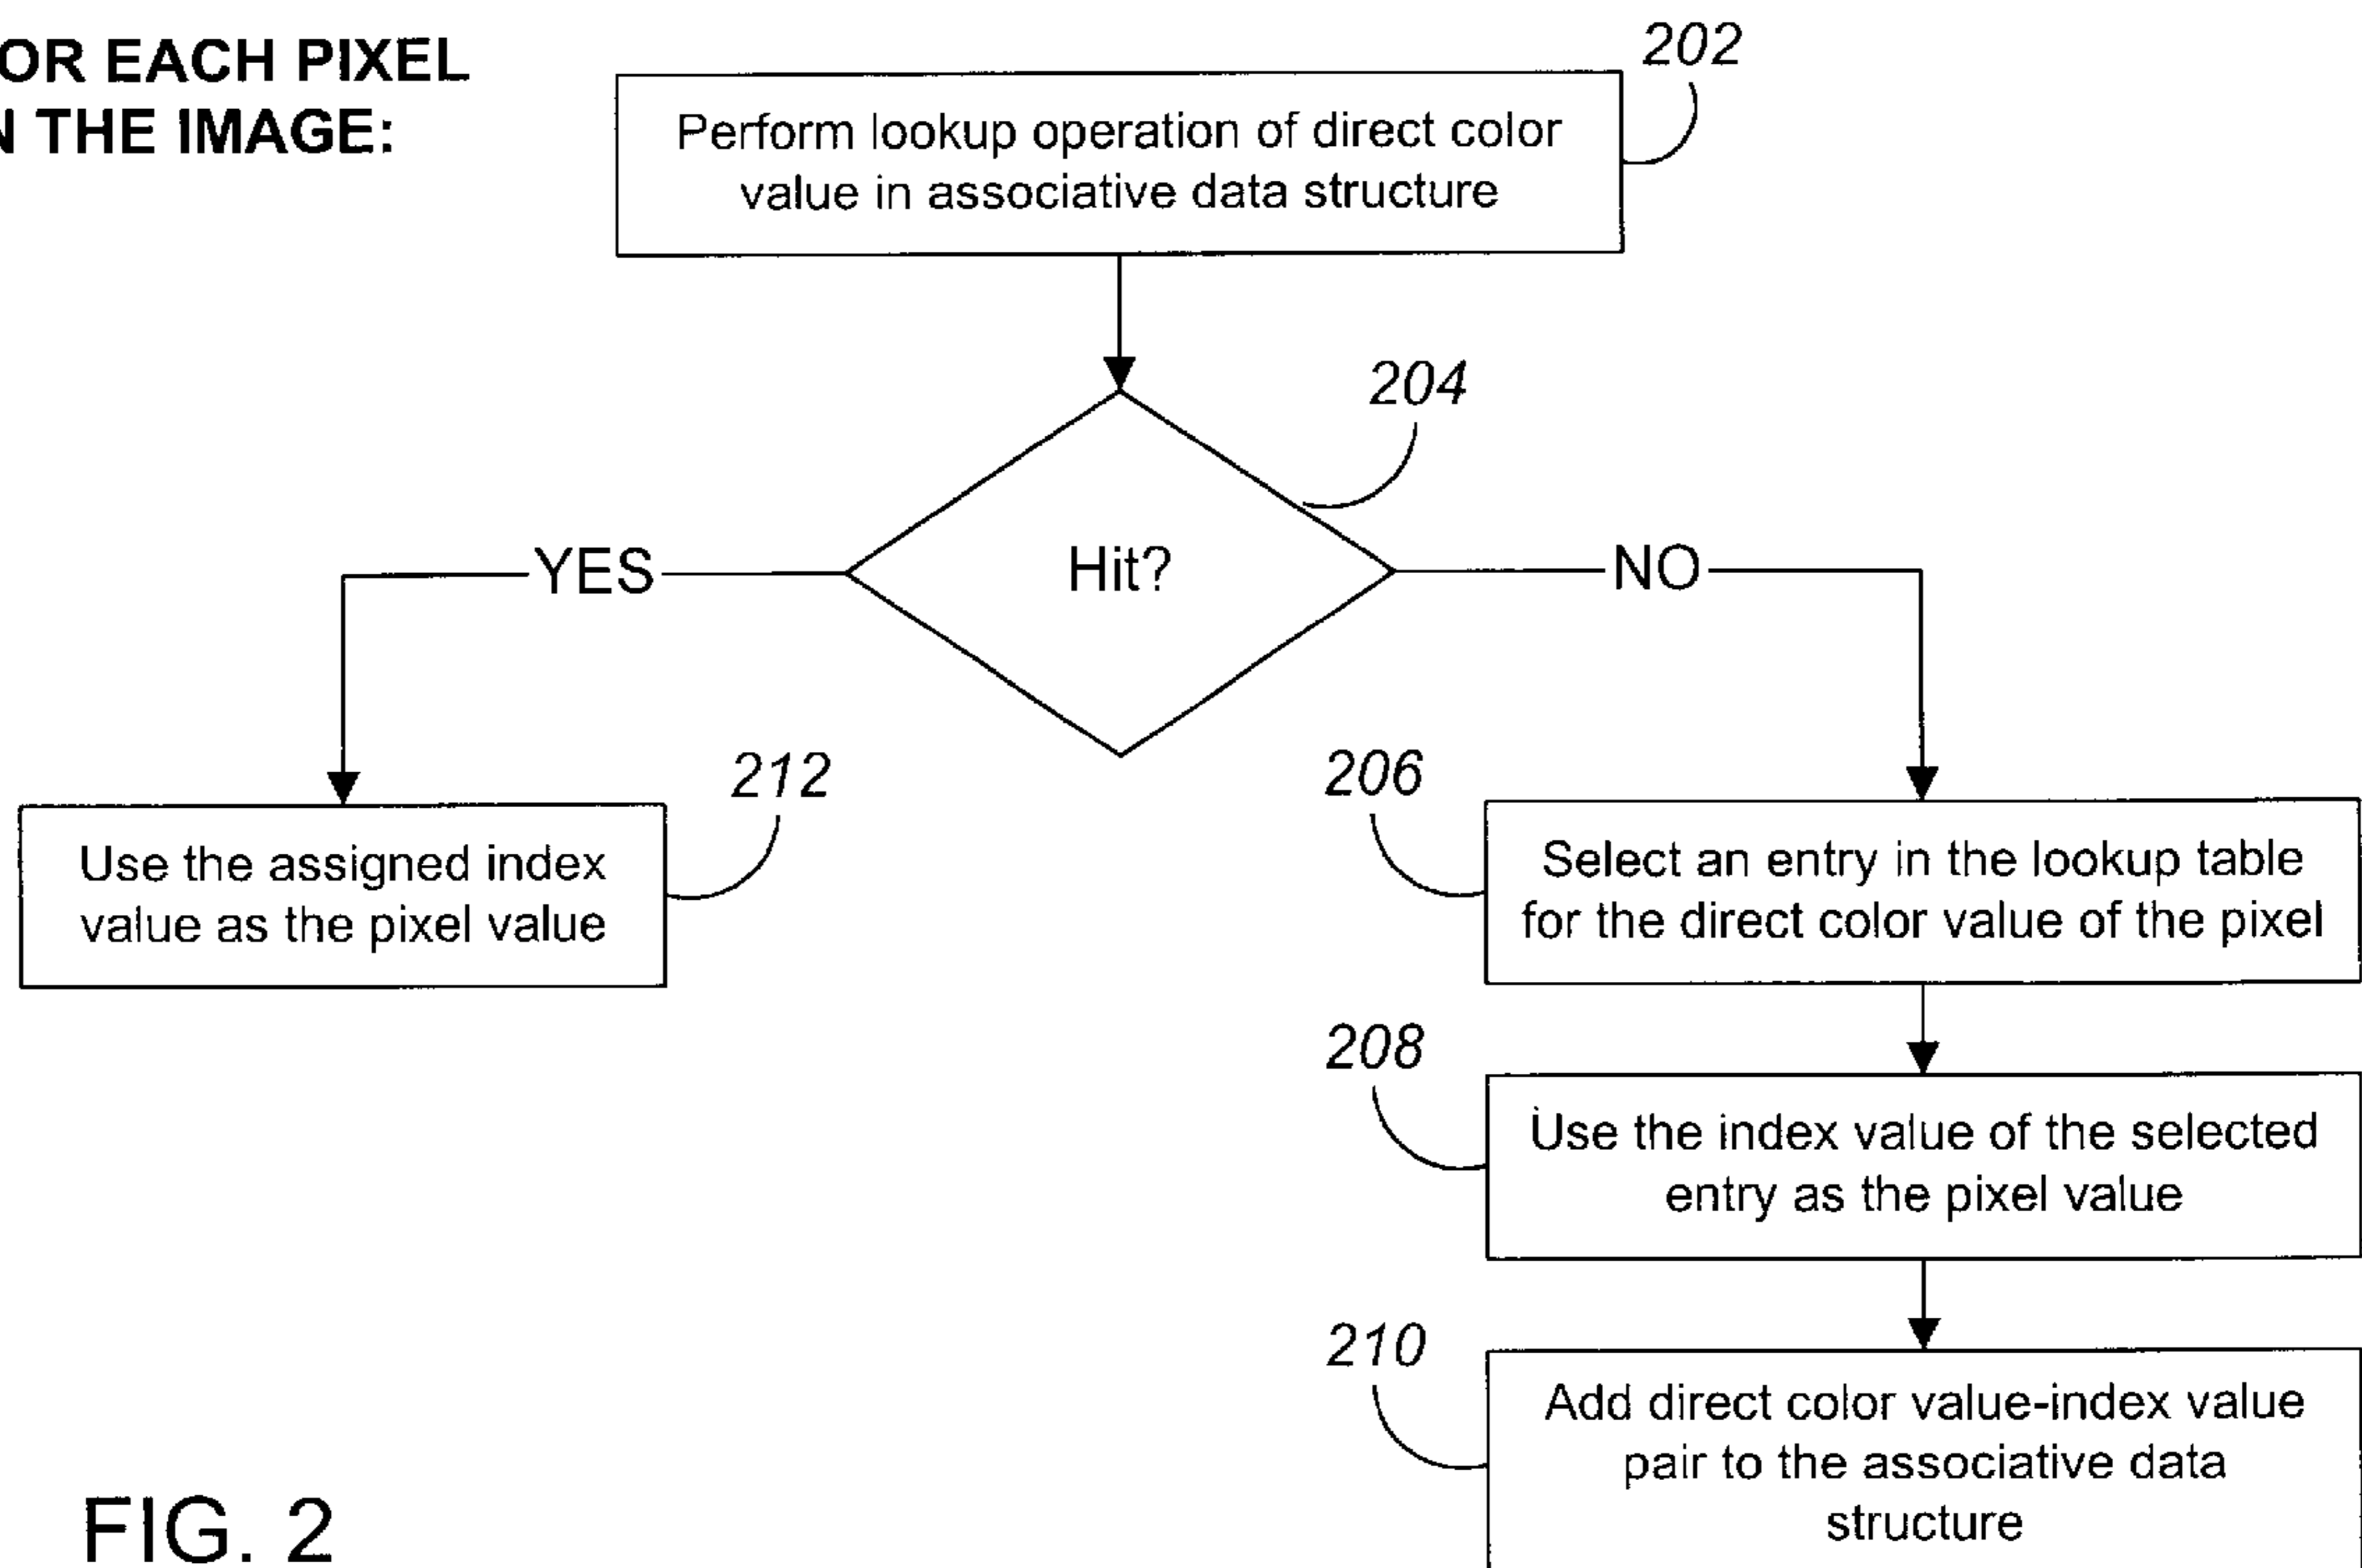 OR EACH PIXEL
N THE IMAGE:
202
Perform lookup operation of direct color
value in associative data structure
204
Hit?
YES
NO
212
Use the assigned index
value as the pixel value
206
Select an entry in the lookup table
for the direct color value of the pixel
208
Use the index value of the selected
entry as the pixel value
210
Add direct color value-index value
pair to the associative data
structure
FIG. 2